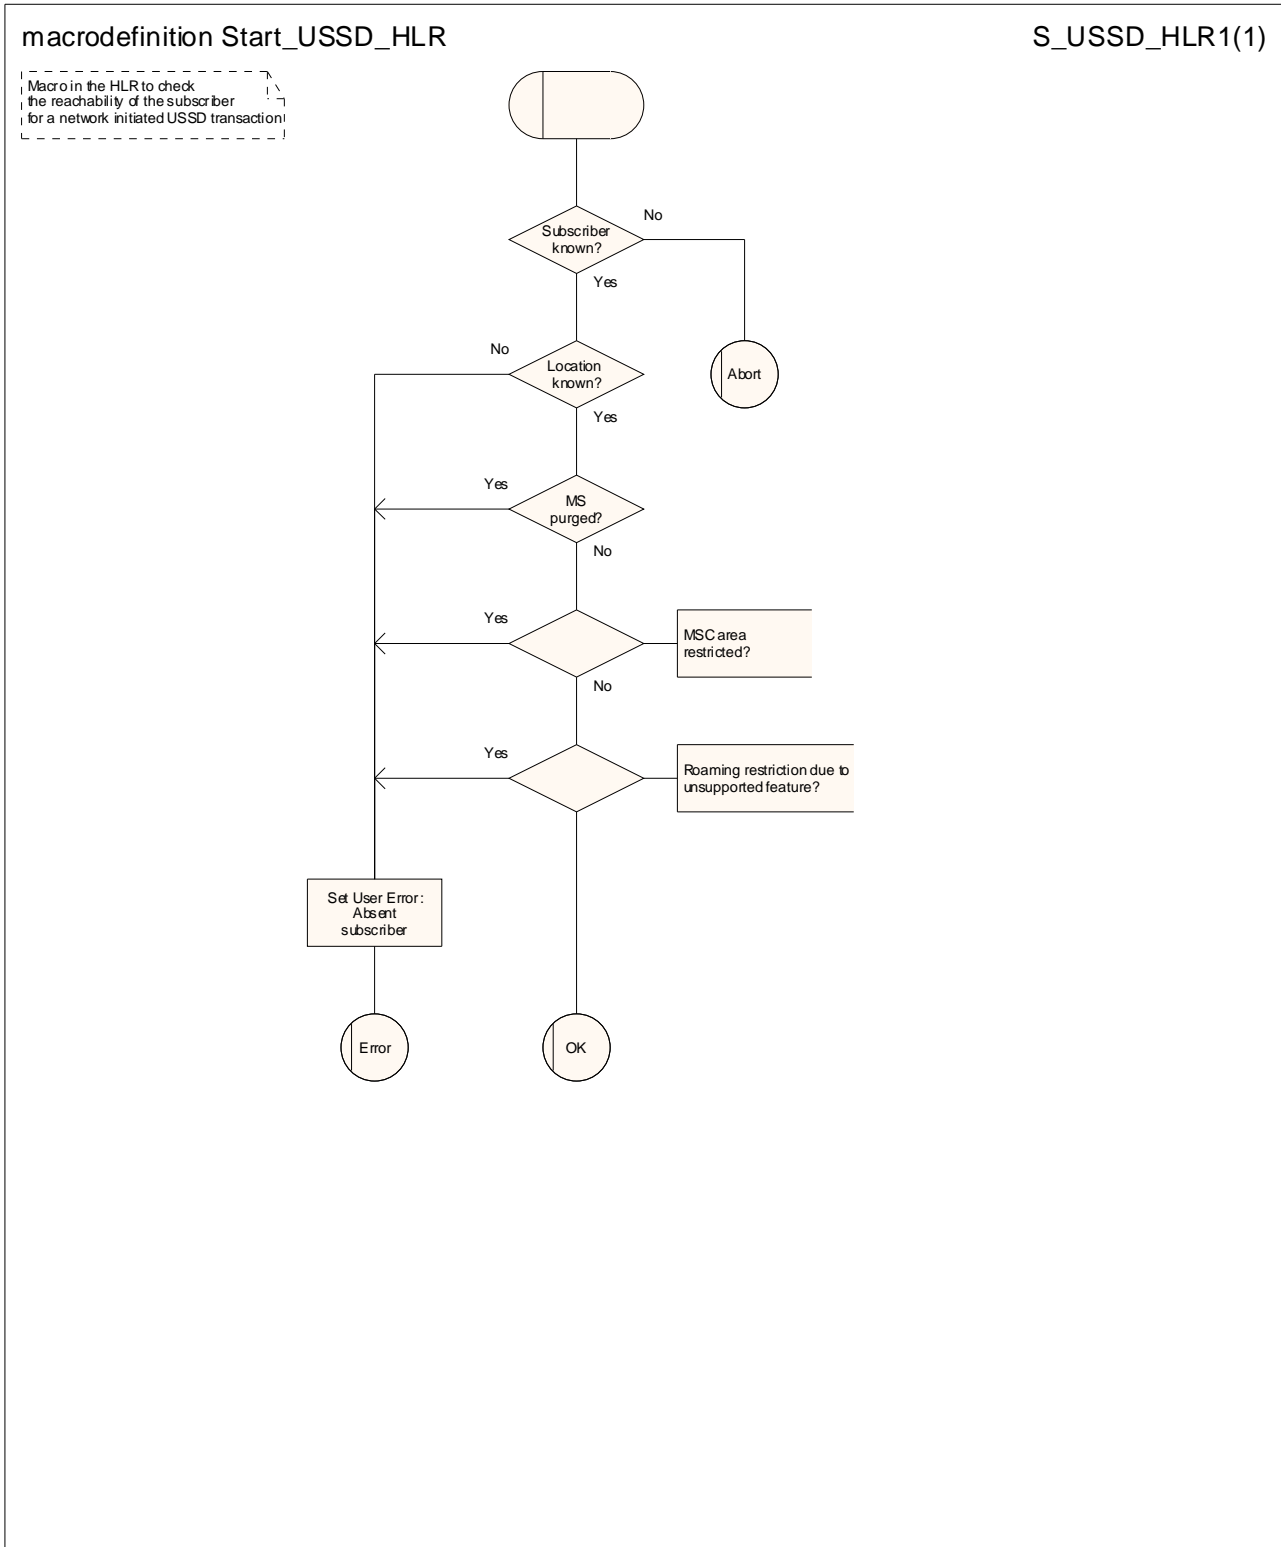 macrodefinition Start_USSD_HLR
S_USSD_HLR1(1)
Macro in the HLR to check
the reachability of the subscriber
for a network initiated USSD transaction
No
Subscriber
known?
Yes
No
Location
known?
Abort
Yes
Yes
MS
purged?
No
Yes
MSC area
restricted?
No
Yes
Roaming restriction due to
unsupported feature?
Set User Error:
Absent
subscriber
Error
OK